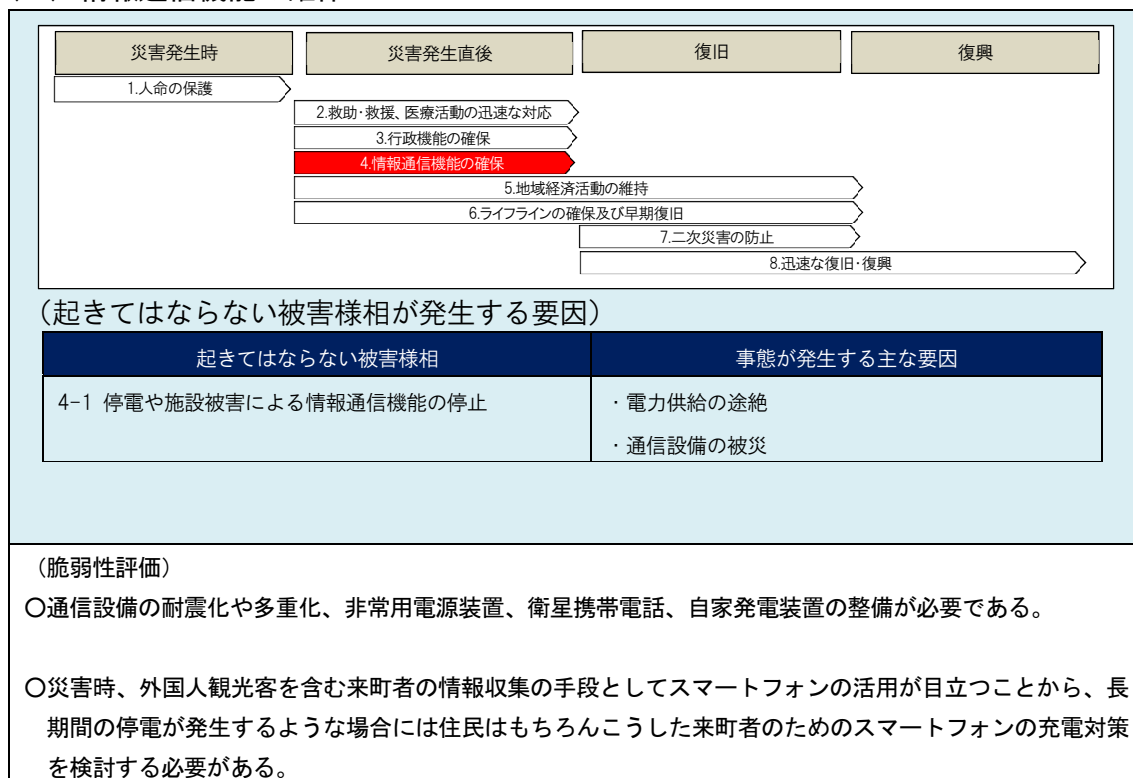 災害発生時
災害発生直後
復旧
復興
1.人命の保護
2.救助・救援、医療活動の迅速な対応
3.行政機能の確保
4.情報通信機能の確保
5.地域経済活動の維持
6.ライフラインの確保及び早期復旧
7.二次災害の防止
8.迅速な復旧・復興
（起きてはならない被害様相が発生する要因）
起きてはならない被害様相
事態が発生する主な要因
4-1 停電や施設被害による情報通信機能の停止
・電力供給の途絶
・通信設備の被災
（脆弱性評価）
〇通信設備の耐震化や多重化、非常用電源装置、衛星携帯電話、自家発電装置の整備が必要である。
〇災害時、外国人観光客を含む来町者の情報収集の手段としてスマートフォンの活用が目立つことから、長
期間の停電が発生するような場合には住民はもちろんこうした来町者のためのスマートフォンの充電対策
を検討する必要がある。